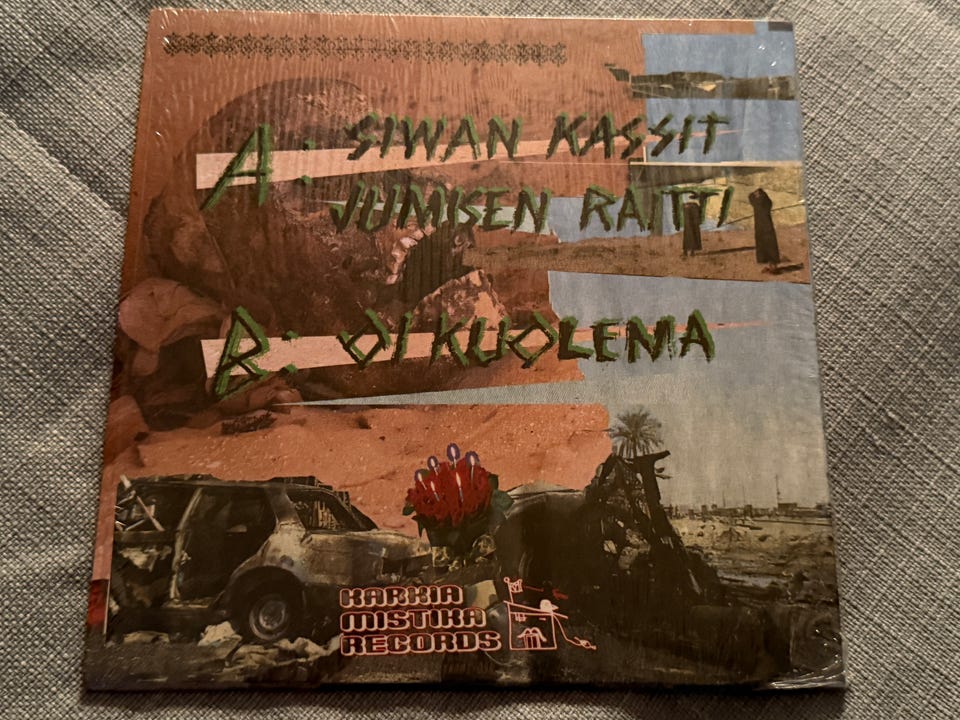 A: SIWAN KASSIT
JUMISEN RAITTI
B: OI KUOLEMA
KARKIA
MISTIKA
RECORDS